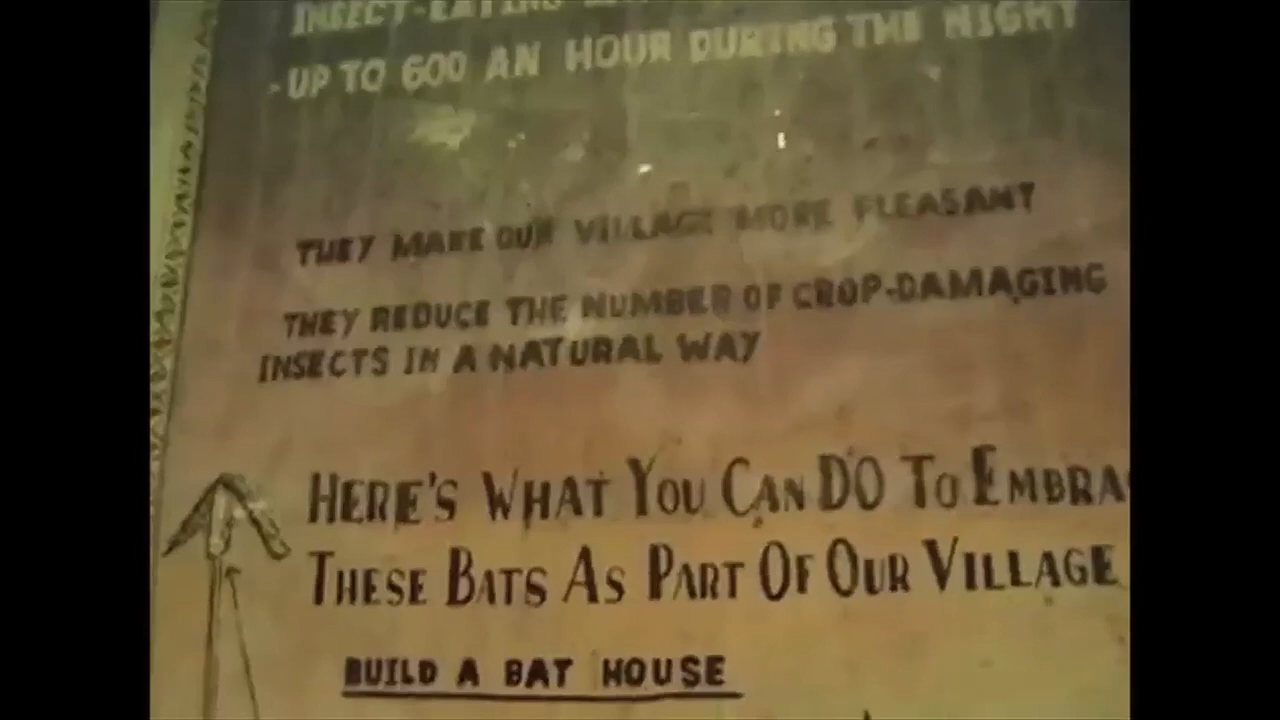 INSECT-EATING
- UP TO 600 AN HOUR DURING THE NIGHT
THEY MAKE OUR VILLAGE MORE PLEASANT
THEY REDUCE THE NUMBER OF CROP-DAMAGING
INSECTS IN A NATURAL WAY
HERE'S WHAT YOU CAN DO TO EMBRA
THESE BATS AS PART OF OUR VILLAGE
BUILD A BAT HOUSE